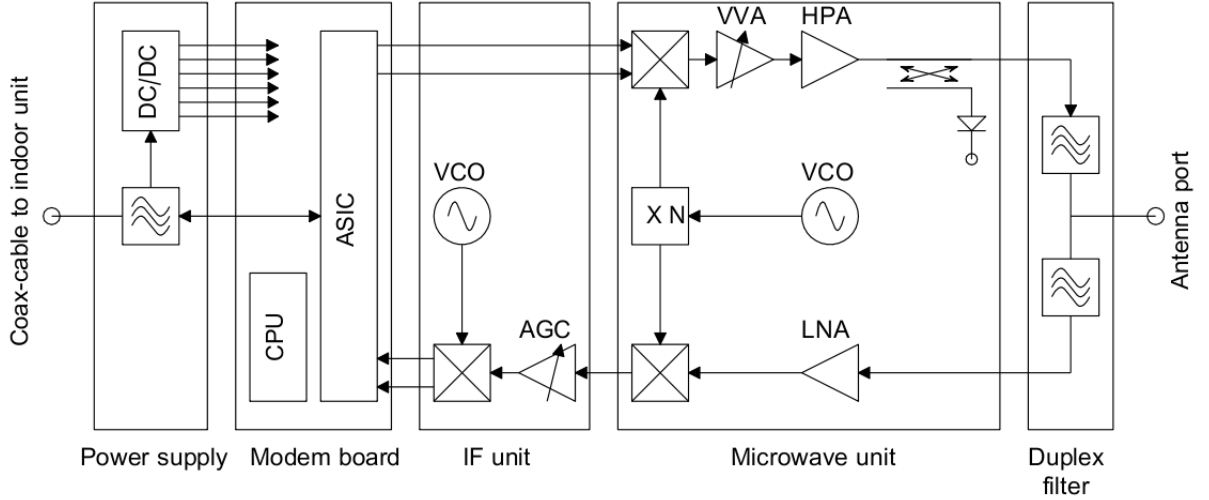 Coax-cable to indoor unit
DC/DC
ASIC
CPU
VCO
AGC
VVA
HPA
X N
VCO
LNA
Antenna port
Power supply
Modem board
IF unit
Microwave unit
Duplex
filter